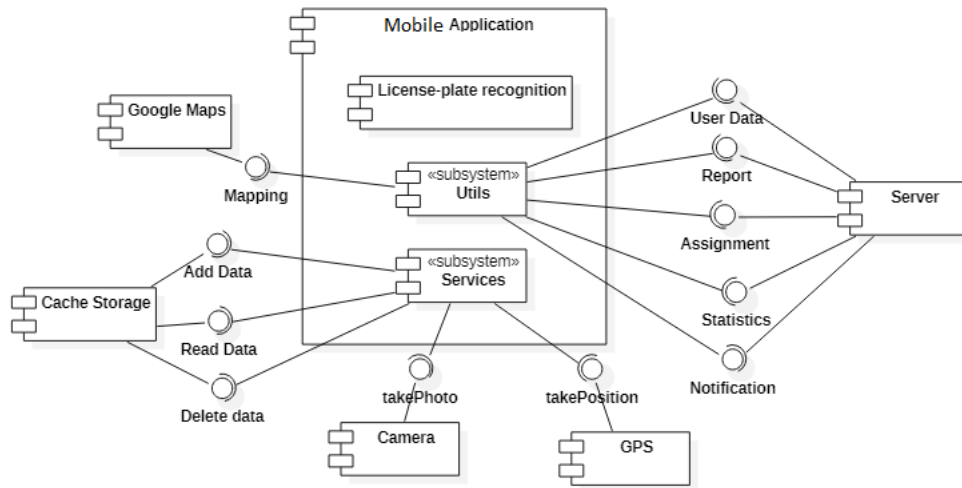 Mobile Application
License-plate recognition
Google Maps
Mapping
«subsystem»
Utils
User Data
Report
Server
Assignment
Add Data
«subsystem»
Services
Cache Storage
Statistics
Read Data
Notification
Delete data
takePhoto
takePosition
Camera
GPS